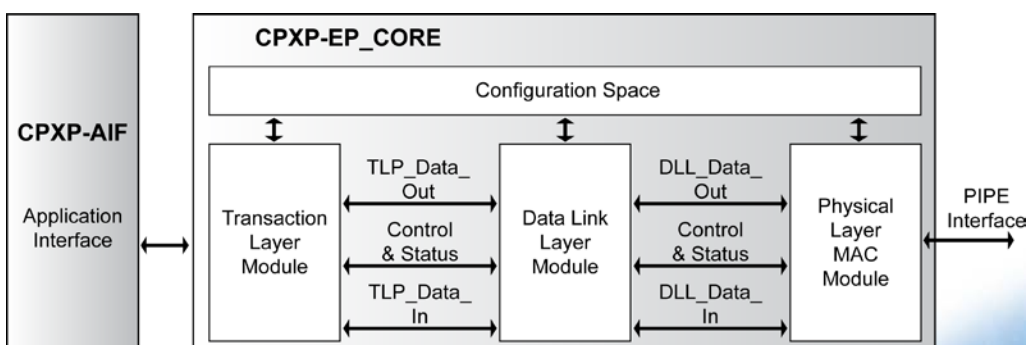 CPXP-EP_CORE
Configuration Space
CPXP-AIF
Application
Interface
Transaction
Layer
Module
TLP_Data_
Out
Control
& Status
TLP_Data_
In
Data Link
Layer
Module
DLL_Data_
Out
Control
& Status
DLL_Data_
In
Physical
Layer
MAC
Module
PIPE
Interface